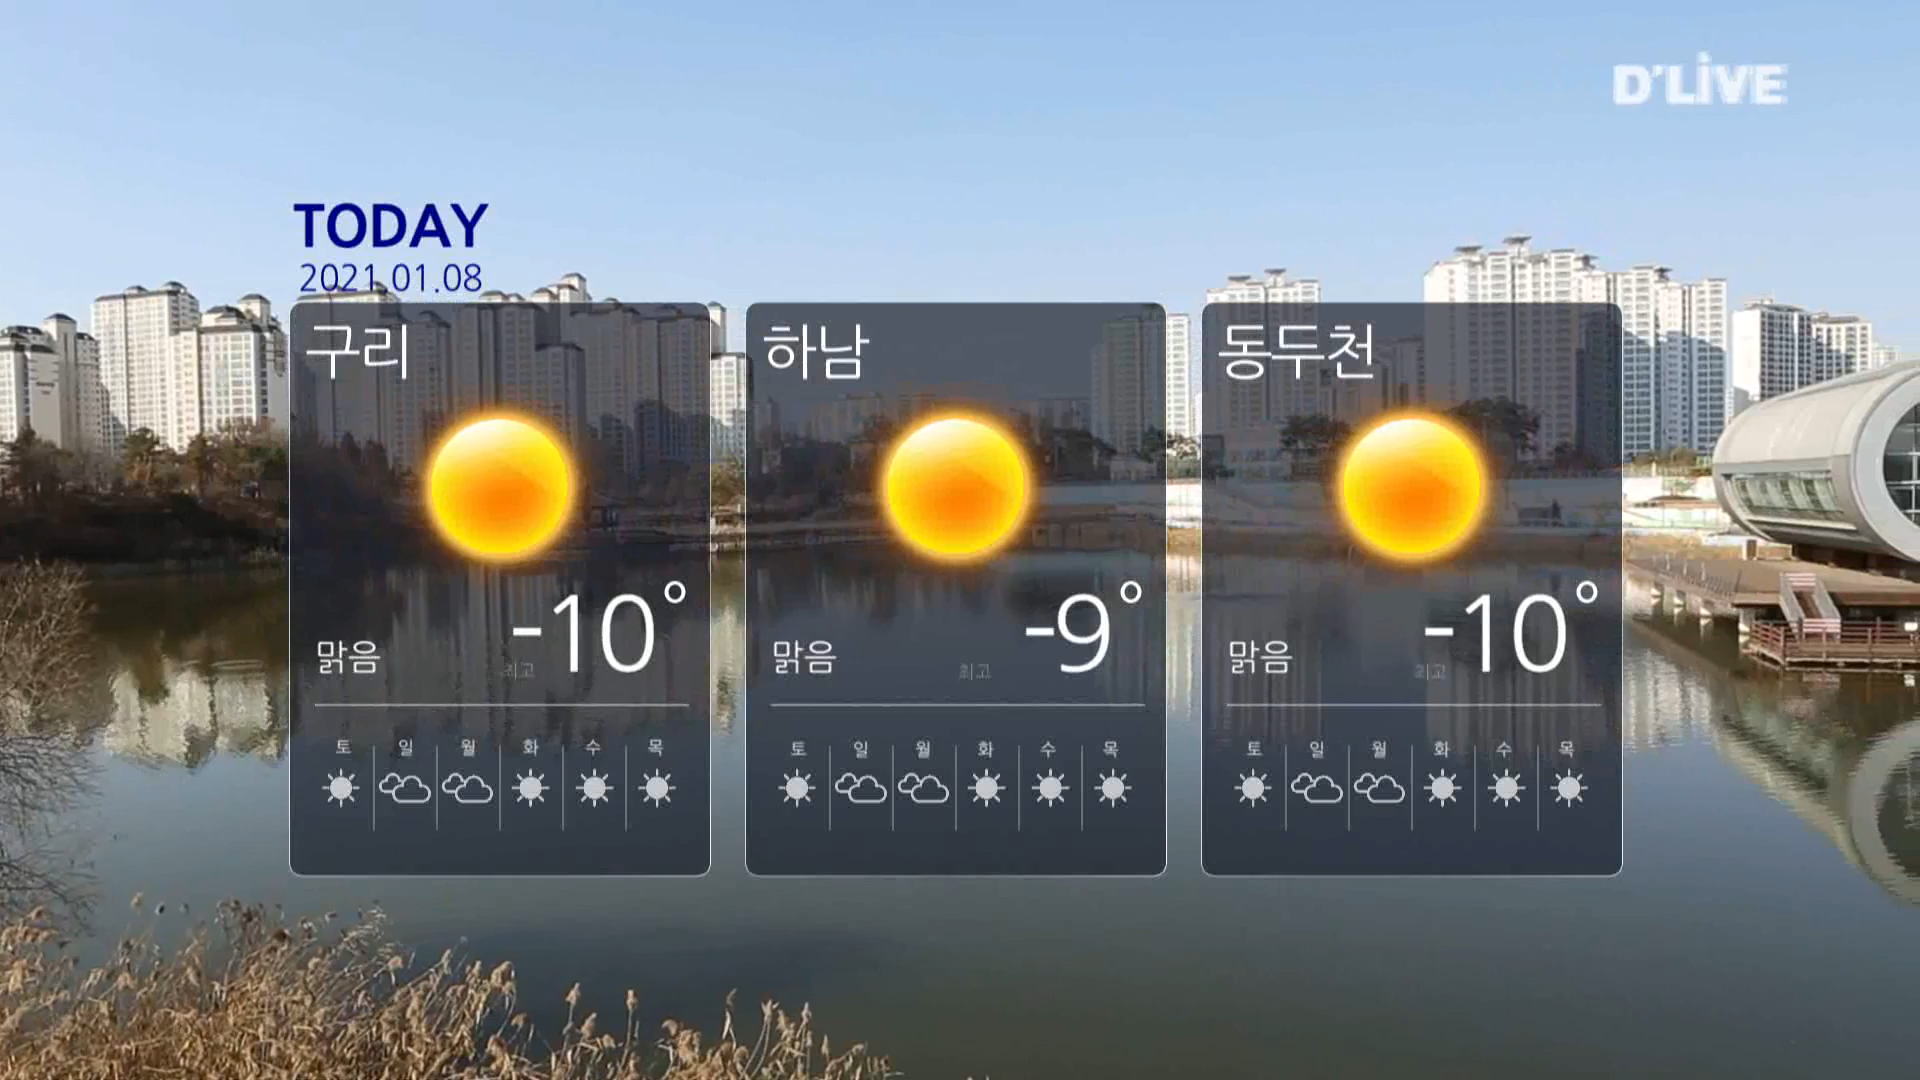 D'LIVE
TODAY
2021.01.08
구리
맑음
최고
-10°
토 일 월 화 수 목
하남
맑음
최고
-9°
토 일 월 화 수 목
동두천
맑음
최고
-10°
토 일 월 화 수 목